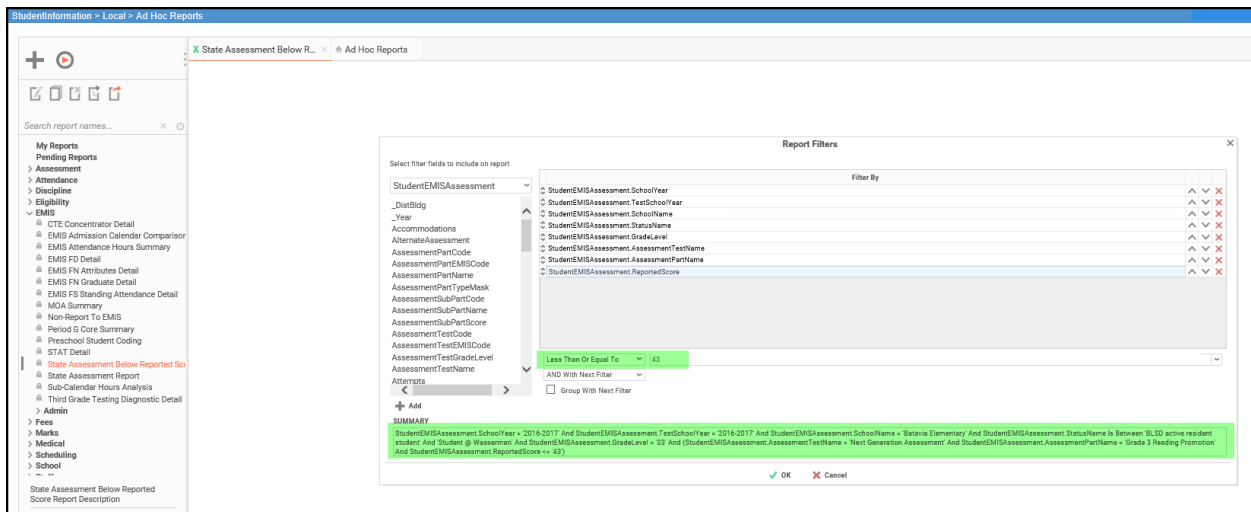 StudentInformation > Local > Ad Hoc Reports
State Assessment Below R...
Ad Hoc Reports
Search report names...
My Reports
Pending Reports
Assessment
Attendance
Discipline
Eligibility
EMIS
CTE Concentrator Detail
EMIS Admission Calendar Comparisor
EMIS Attendance Hours Summary
EMIS FD Detail
EMIS FN Attributes Detail
EMIS FN Graduate Detail
EMIS FS Standing Attendance Detail
MOA Summary
Non-Report To EMIS
Period G Core Summary
Preschool Student Coding
STAT Detail
State Assessment Below Reported Sco
State Assessment Report
Sub-Calendar Hours Analysis
Third Grade Testing Diagnostic Detail
Admin
Fees
Marks
Medical
Scheduling
School
State Assessment Below Reported
Score Report Description
Report Filters
Select filter fields to include on report
StudentEMISAssessment
_DistBldg
_Year
Accommodations
AlternateAssessment
AssessmentPartCode
AssessmentPartEMISCode
AssessmentPartName
AssessmentPartTypeMask
AssessmentSubPartCode
AssessmentSubPartName
AssessmentSubPartScore
AssessmentTestCode
AssessmentTestEMISCode
AssessmentTestGradeLevel
AssessmentTestName
Attempts
Add
Filter By
StudentEMISAssessment.SchoolYear
StudentEMISAssessment.TestSchoolYear
StudentEMISAssessment.SchoolName
StudentEMISAssessment.StatusName
StudentEMISAssessment.GradeLevel
StudentEMISAssessment.AssessmentTestName
StudentEMISAssessment.AssessmentPartName
StudentEMISAssessment.ReportedScore
Less Than Or Equal To 43
AND With Next Filter
Group With Next Filter
SUMMARY
StudentEMISAssessment.SchoolYear = '2016-2017' And StudentEMISAssessment.TestSchoolYear = '2016-2017' And StudentEMISAssessment.SchoolName = 'Batavia Elementary' And StudentEMISAssessment.StatusName Is Between 'BLSD active resident
student' And 'Student @ Wasserman' And StudentEMISAssessment.GradeLevel = '03' And (StudentEMISAssessment.AssessmentTestName = 'Next Generation Assessment' And StudentEMISAssessment.AssessmentPartName = 'Grade 3 Reading Promotion'
And StudentEMISAssessment.ReportedScore <= '43')
OK Cancel